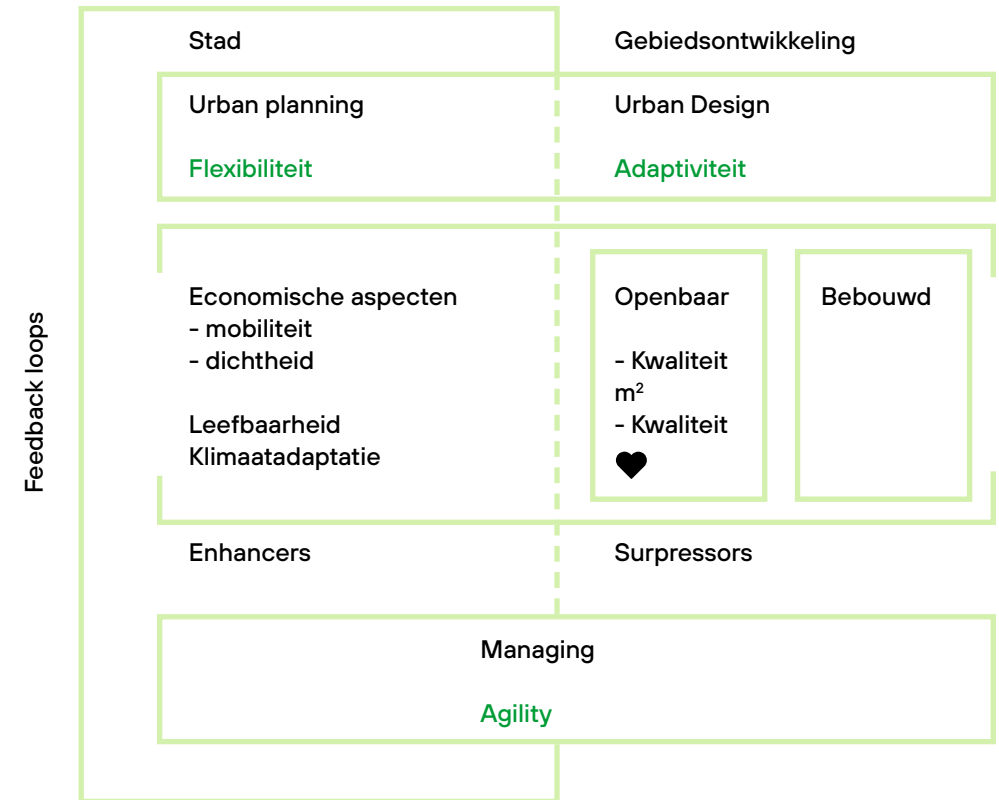 Feedback loops
Stad
Gebiedsontwikkeling
Urban planning
Urban Design
Flexibiliteit
Adaptiviteit
Economische aspecten
- mobiliteit
- dichtheid
Leefbaarheid
Klimaatadaptatie
Openbaar
- Kwaliteit
m²
- Kwaliteit
♥
Bebouwd
Enhancers
Surpressors
Managing
Agility